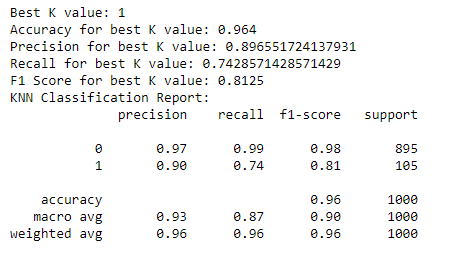 Best K value: 1
Accuracy for best K value: 0.964
Precision for best K value: 0.896551724137931
Recall for best K value: 0.7428571428571429
F1 Score for best K value: 0.8125
KNN Classification Report:
precision recall f1-score support
0 0.97 0.99 0.98 895
1 0.90 0.74 0.81 105
accuracy 0.96 1000
macro avg 0.93 0.87 0.90 1000
weighted avg 0.96 0.96 0.96 1000